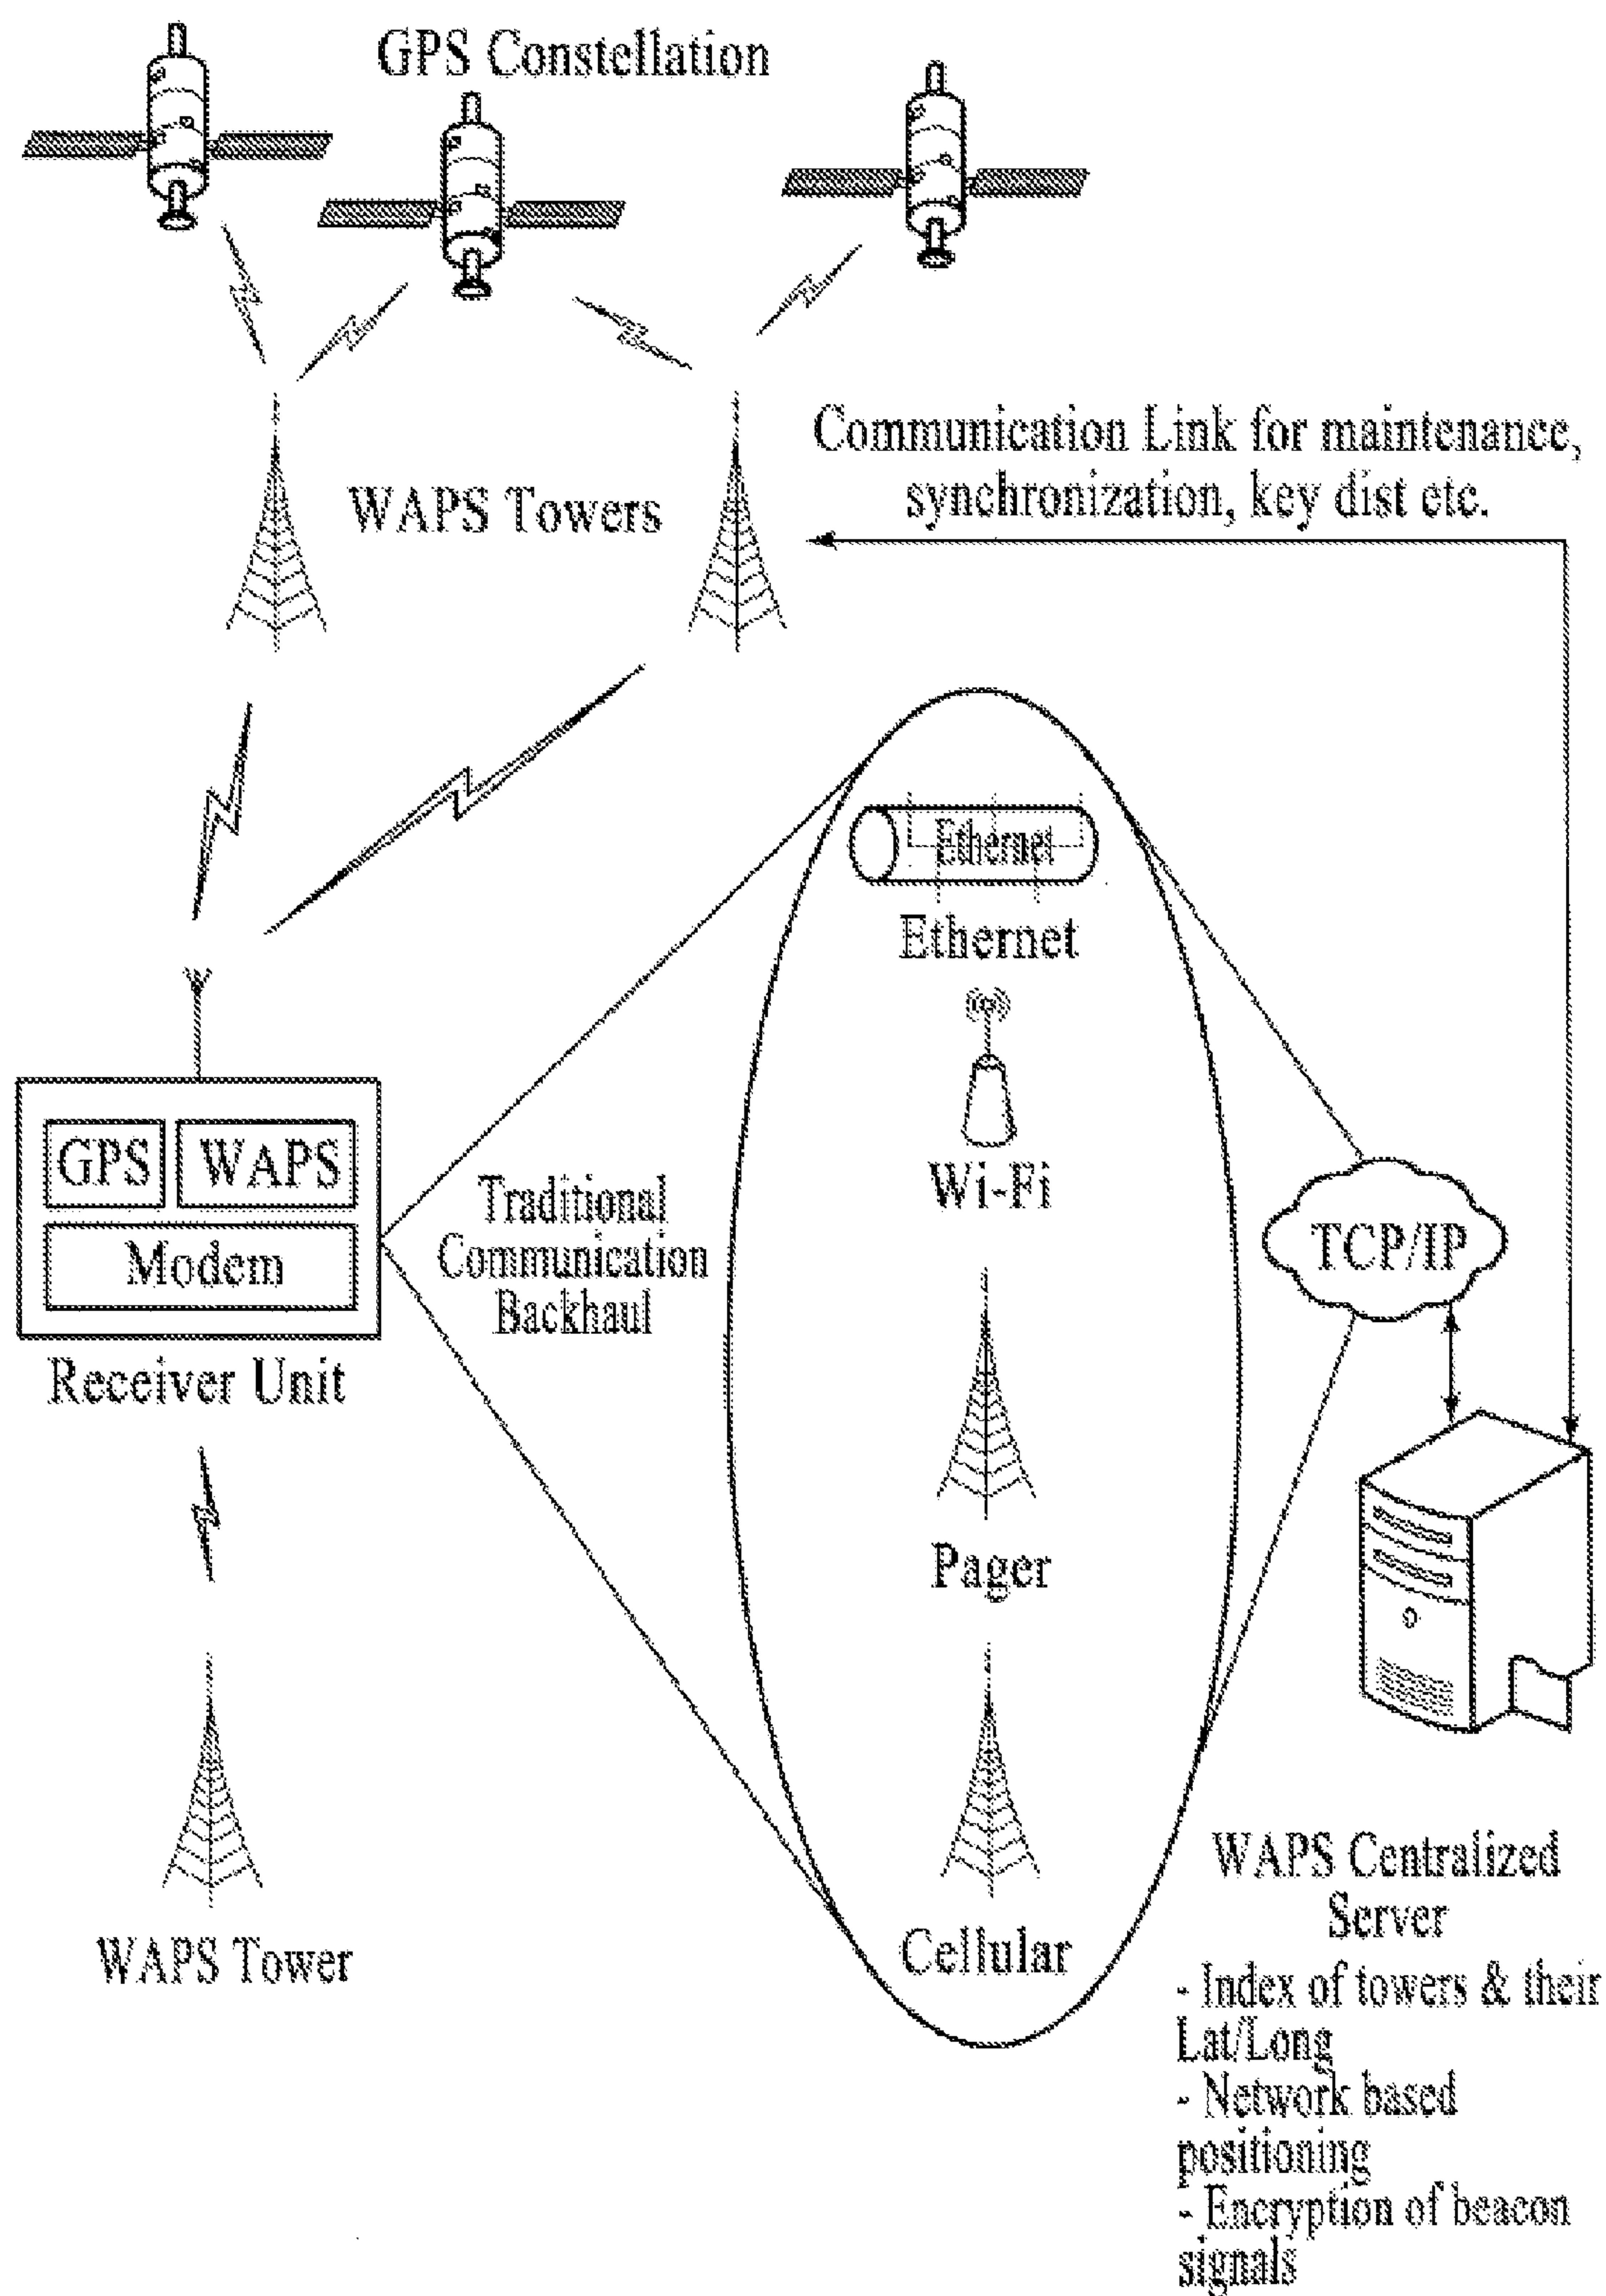 GPS Constellation
Communication Link for maintenance,
synchronization, key dist etc.
WAPS Towers
Ethernet
Ethernet
Wi-Fi
GPS
WAPS
Modem
Receiver Unit
Traditional
Communication
Backhaul
TCP/IP
Pager
Cellular
WAPS Tower
WAPS Centralized
Server
- Index of towers & their
Lat/Long
- Network based
positioning
- Encryption of beacon
signals